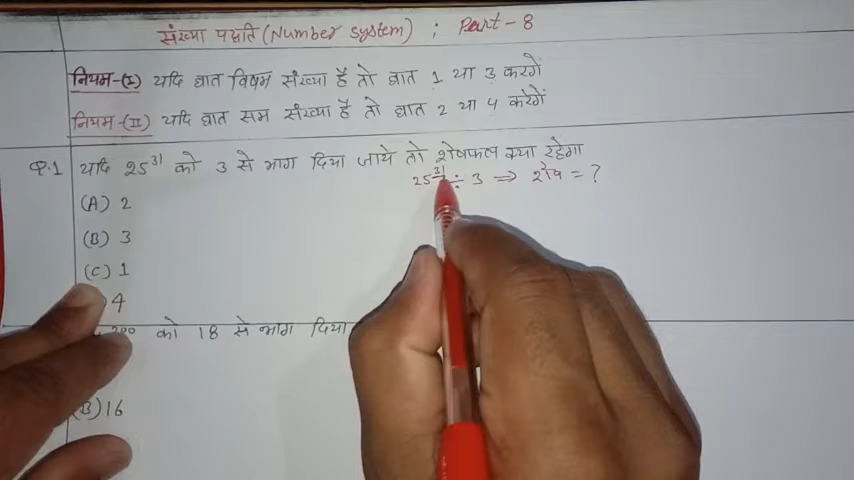 संख्या पद्धति (Number system) ; Part - 8
नियम-(I) यदि घात विषम संख्या है तो घात 1 या 3 करेगें
नियम-(II) यदि घात सम संख्या है तो घात 2 या 4 करेगें
Q.1 यदि 25³¹ को 3 से भाग दिया जाये तो शेषफल क्या रहेगा
25³¹ ÷ 3 ⇒ शेष = ?
(A) 2
(B) 3
(C) 1
4
को 18 से भाग दिया
(B) 16